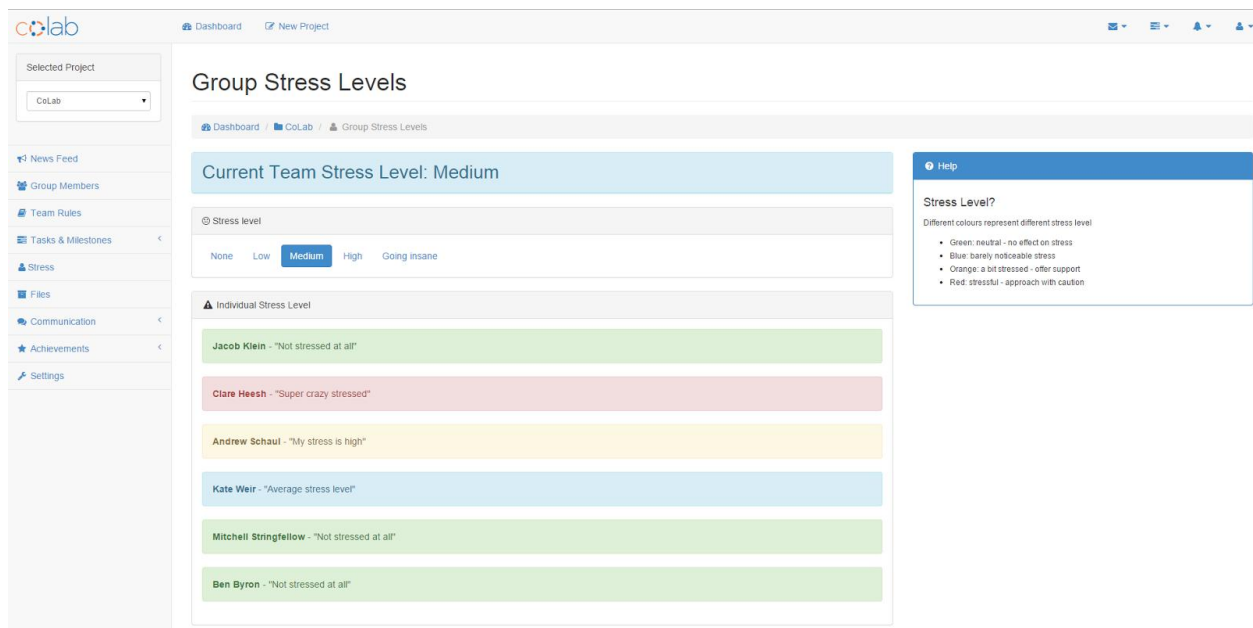 colab
Dashboard New Project
Selected Project
CoLab
News Feed
Group Members
Team Rules
Tasks & Milestones
Stress
Files
Communication
Achievements
Settings
Group Stress Levels
Dashboard / CoLab / Group Stress Levels
Current Team Stress Level: Medium
Stress level
None Low Medium High Going insane
Individual Stress Level
Jacob Klein - "Not stressed at all"
Clare Heesh - "Super crazy stressed"
Andrew Schaul - "My stress is high"
Kate Weir - "Average stress level"
Mitchell Stringfellow - "Not stressed at all"
Ben Byron - "Not stressed at all"
Help
Stress Level?
Different colours represent different stress level
Green: neutral - no effect on stress
Blue: barely noticeable stress
Orange: a bit stressed - offer support
Red: stressful - approach with caution